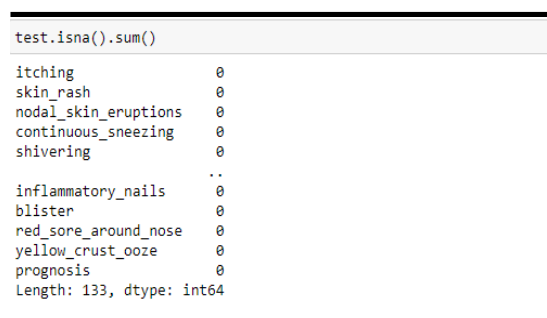 test.isna().sum()
itching 0
skin_rash 0
nodal_skin_eruptions 0
continuous_sneezing 0
shivering 0
..
inflammatory_nails 0
blister 0
red_sore_around_nose 0
yellow_crust_ooze 0
prognosis 0
Length: 133, dtype: int64